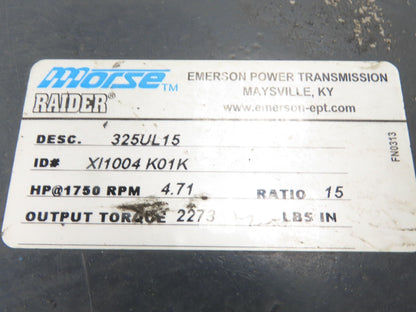 Morse™
RAIDER®
EMERSON POWER TRANSMISSION
MAYSVILLE, KY
www.emerson-ept.com
DESC. 325UL15
ID# XI1004 K01K
HP@1750 RPM 4.71 RATIO 15
OUTPUT TORQUE 2273 LBS IN
FN0313